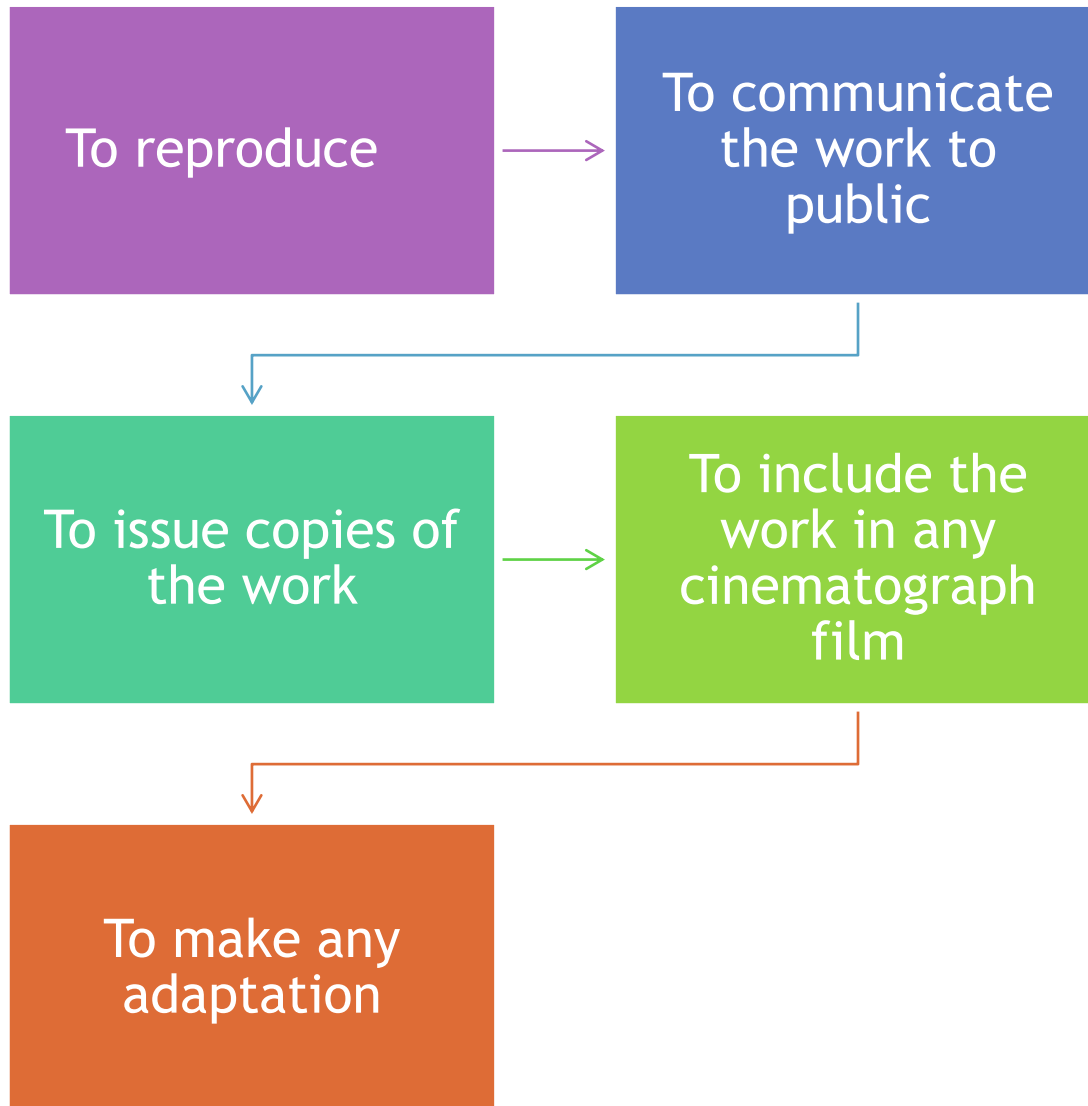 To reproduce
To communicate
the work to
public
To issue copies of
the work
To include the
work in any
cinematograph
film
To make any
adaptation